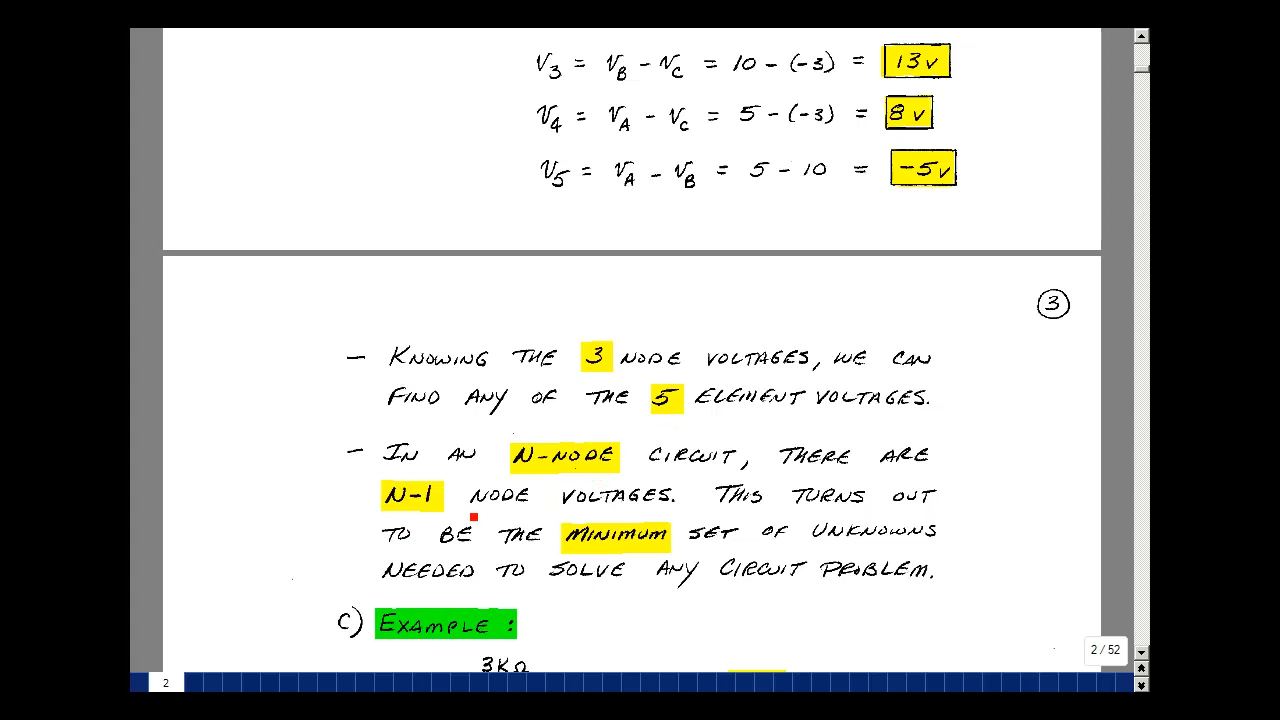 V3 = VB - VC = 10 - (-3) = 13V
V4 = VA - VC = 5 - (-3) = 8V
V5 = VA - VB = 5 - 10 = -5V
3
- KNOWING THE 3 NODE VOLTAGES, WE CAN
FIND ANY OF THE 5 ELEMENT VOLTAGES.
- IN AN N-NODE CIRCUIT, THERE ARE
N-1 NODE VOLTAGES. THIS TURNS OUT
TO BE THE MINIMUM SET OF UNKNOWNS
NEEDED TO SOLVE ANY CIRCUIT PROBLEM.
C) EXAMPLE:
3KΩ
2 / 52
2